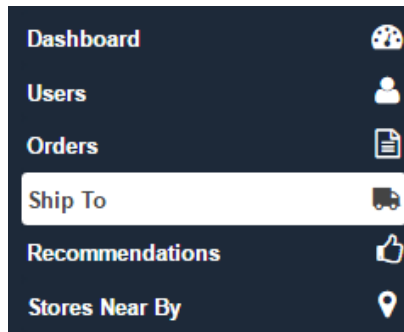 Dashboard
Users
Orders
Ship To
Recommendations
Stores Near By